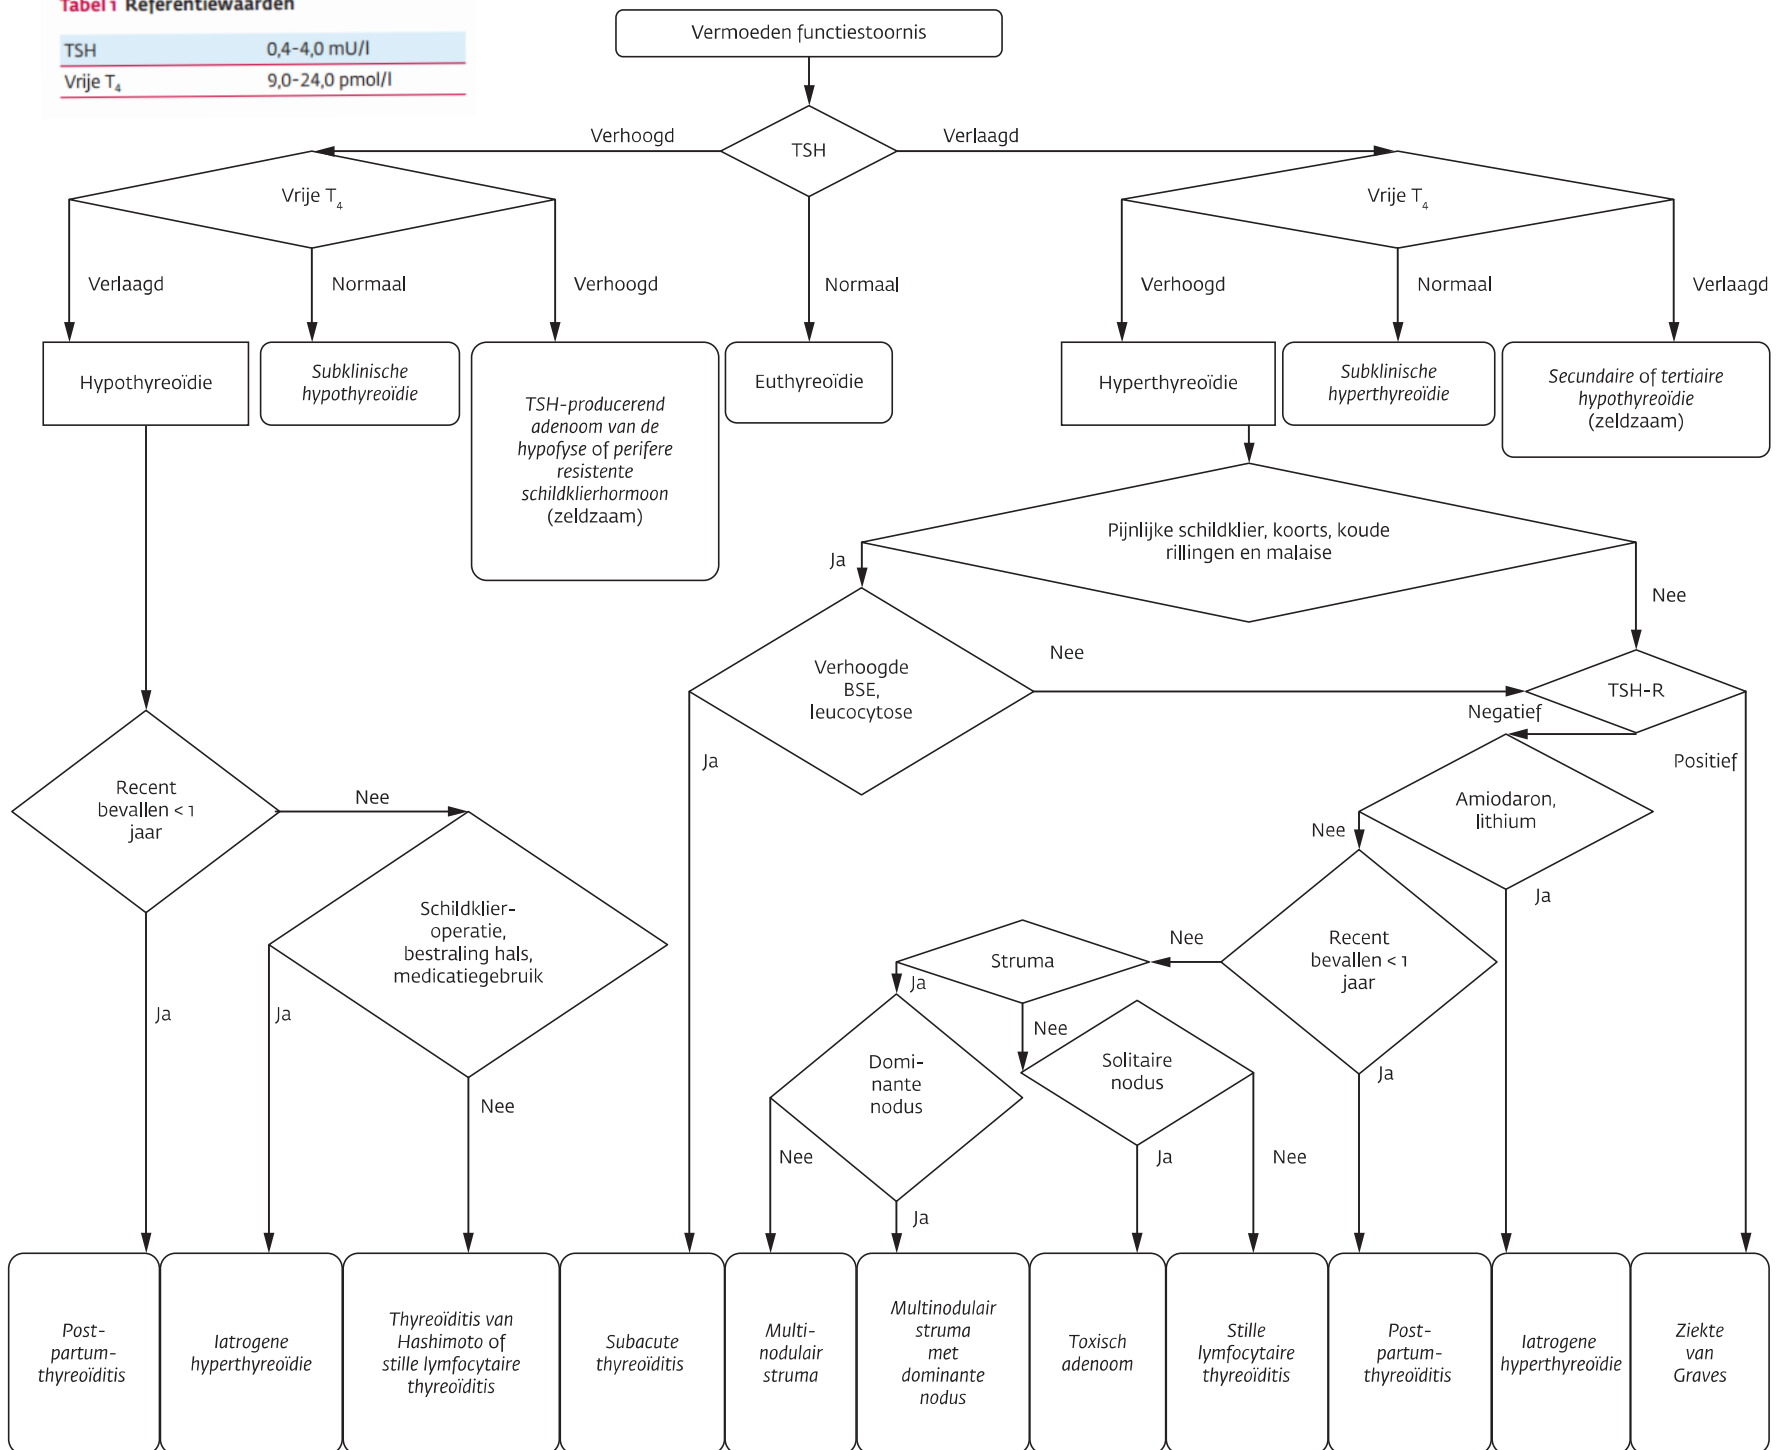 Tabel 1 Referentiewaarden
TSH 0,4-4,0 mU/l
Vrije T4 9,0-24,0 pmol/l
Vermoeden functiestoornis
Verhoogd
TSH
Verlaagd
Vrije T4
Vrije T4
Verlaagd
Normaal
Verhoogd
Normaal
Verhoogd
Normaal
Verlaagd
Hypothyreoïdie
Subklinische
hypothyreoïdie
TSH-producerend
adenoom van de
hypofyse of perifere
resistente
schildklierhormoon
(zeldzaam)
Euthyreoïdie
Hyperthyreoïdie
Subklinische
hyperthyreoïdie
Secundaire of tertiaire
hypothyreoïdie
(zeldzaam)
Pijnlijke schildklier, koorts, koude
rillingen en malaise
Ja
Nee
Verhoogde
BSE,
leucocytose
Nee
Ja
TSH-R
Negatief
Positief
Recent
bevallen < 1
jaar
Nee
Ja
Amiodaron,
lithium
Nee
Ja
Schildklier-
operatie,
bestraling hals,
medicatiegebruik
Ja
Nee
Recent
bevallen < 1
jaar
Nee
Ja
Struma
Ja
Nee
Domi-
nante
nodus
Nee
Ja
Solitaire
nodus
Ja
Nee
Post-
partum-
thyreoïditis
Iatrogene
hyperthyreoïdie
Thyreoïditis van
Hashimoto of
stille lymfocytaire
thyreoïditis
Subacute
thyreoïditis
Multi-
nodulair
struma
Multinodulair
struma
met
dominante
nodus
Toxisch
adenoom
Stille
lymfocytaire
thyreoïditis
Post-
partum-
thyreoïditis
Iatrogene
hyperthyreoïdie
Ziekte
van
Graves